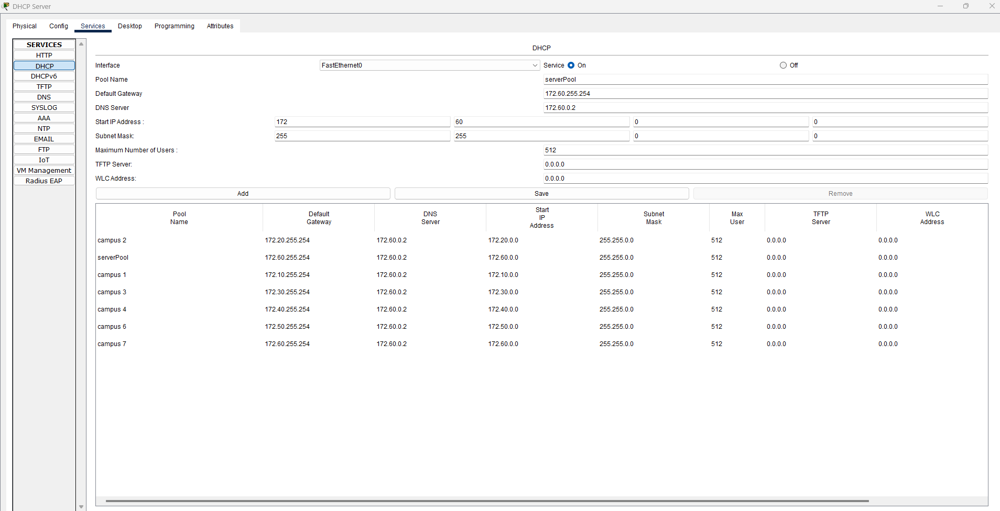 DHCP Server
Physical Config Services Desktop Programming Attributes
SERVICES
HTTP
DHCP
DHCPv6
TFTP
DNS
SYSLOG
AAA
NTP
EMAIL
FTP
IoT
VM Management
Radius EAP
DHCP
Interface FastEthernet0 Service On Off
Pool Name serverPool
Default Gateway 172.60.255.254
DNS Server 172.60.0.2
Start IP Address : 172 60 0 0
Subnet Mask: 255 255 0 0
Maximum Number of Users : 512
TFTP Server: 0.0.0.0
WLC Address: 0.0.0.0
Add Save Remove
Pool Name Default Gateway DNS Server Start IP Address Subnet Mask Max User TFTP Server WLC Address
campus 2 172.20.255.254 172.60.0.2 172.20.0.0 255.255.0.0 512 0.0.0.0 0.0.0.0
serverPool 172.60.255.254 172.60.0.2 172.60.0.0 255.255.0.0 512 0.0.0.0 0.0.0.0
campus 1 172.10.255.254 172.60.0.2 172.10.0.0 255.255.0.0 512 0.0.0.0 0.0.0.0
campus 3 172.30.255.254 172.60.0.2 172.30.0.0 255.255.0.0 512 0.0.0.0 0.0.0.0
campus 4 172.40.255.254 172.60.0.2 172.40.0.0 255.255.0.0 512 0.0.0.0 0.0.0.0
campus 6 172.50.255.254 172.60.0.2 172.50.0.0 255.255.0.0 512 0.0.0.0 0.0.0.0
campus 7 172.60.255.254 172.60.0.2 172.60.0.0 255.255.0.0 512 0.0.0.0 0.0.0.0